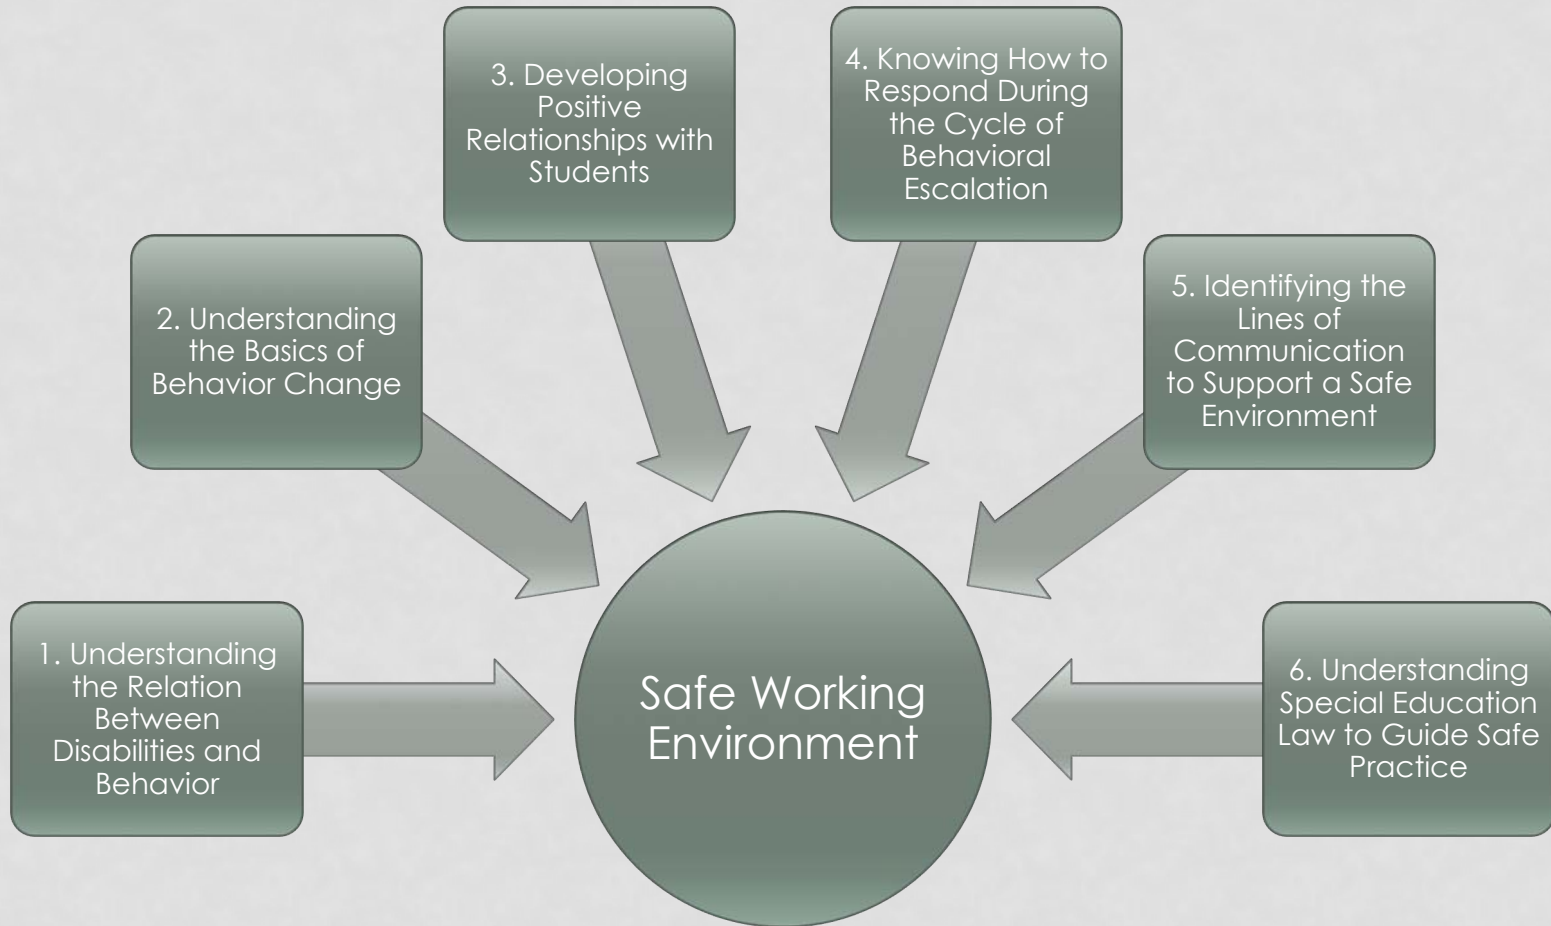 1. Understanding
the Relation
Between
Disabilities and
Behavior
2. Understanding
the Basics of
Behavior Change
3. Developing
Positive
Relationships with
Students
4. Knowing How to
Respond During
the Cycle of
Behavioral
Escalation
5. Identifying the
Lines of
Communication
to Support a Safe
Environment
6. Understanding
Special Education
Law to Guide Safe
Practice
Safe Working
Environment